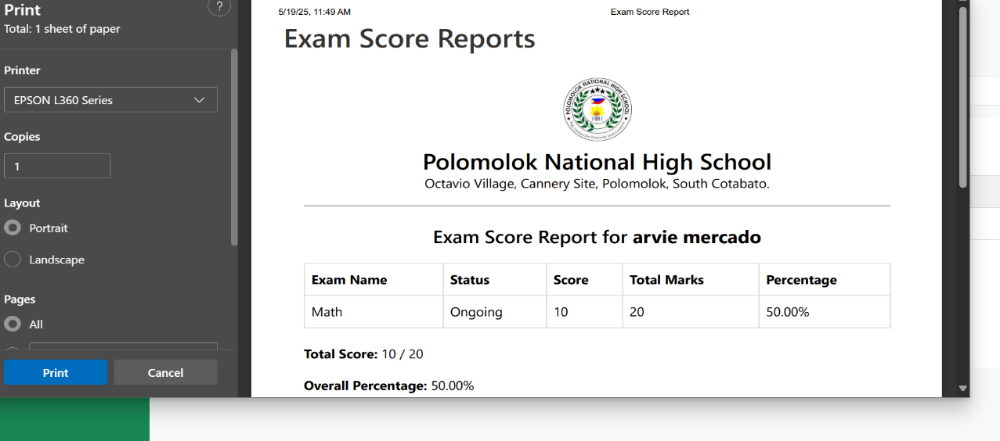 Print
?
Total: 1 sheet of paper
Printer
EPSON L360 Series
Copies
1
Layout
Portrait
Landscape
Pages
All
Print
Cancel
5/19/25, 11:49 AM
Exam Score Report
Exam Score Reports
POLOMOLOK NATIONAL HIGH SCHOOL
1981
Polomolok National High School
Octavio Village, Cannery Site, Polomolok, South Cotabato.
Exam Score Report for arvie mercado
Exam Name Status Score Total Marks Percentage
Math Ongoing 10 20 50.00%
Total Score: 10 / 20
Overall Percentage: 50.00%